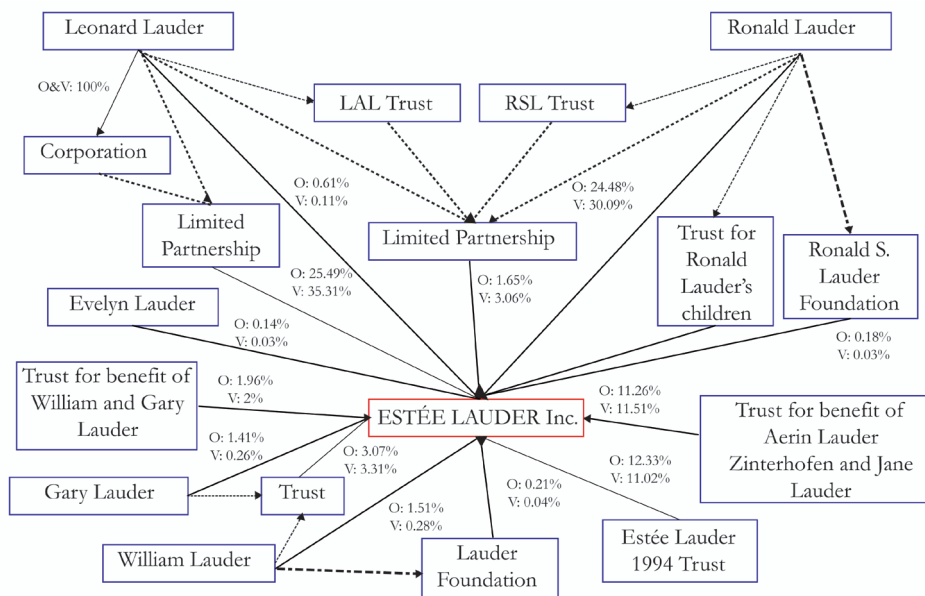 Leonard Lauder
Ronald Lauder
O&V: 100%
LAL Trust
RSL Trust
Corporation
O: 0.61%
V: 0.11%
O: 24.48%
V: 30.09%
Limited
Partnership
Limited Partnership
Trust for
Ronald
Lauder's
children
Ronald S.
Lauder
Foundation
O: 25.49%
V: 35.31%
O: 1.65%
V: 3.06%
Evelyn Lauder
O: 0.14%
V: 0.03%
O: 0.18%
V: 0.03%
Trust for benefit of
William and Gary
Lauder
O: 1.96%
V: 2%
ESTÉE LAUDER Inc.
O: 11.26%
V: 11.51%
Trust for benefit of
Aerin Lauder
Zinterhofen and Jane
Lauder
O: 1.41%
V: 0.26%
O: 3.07%
V: 3.31%
O: 12.33%
V: 11.02%
Gary Lauder
Trust
O: 1.51%
V: 0.28%
O: 0.21%
V: 0.04%
William Lauder
Lauder
Foundation
Estée Lauder
1994 Trust